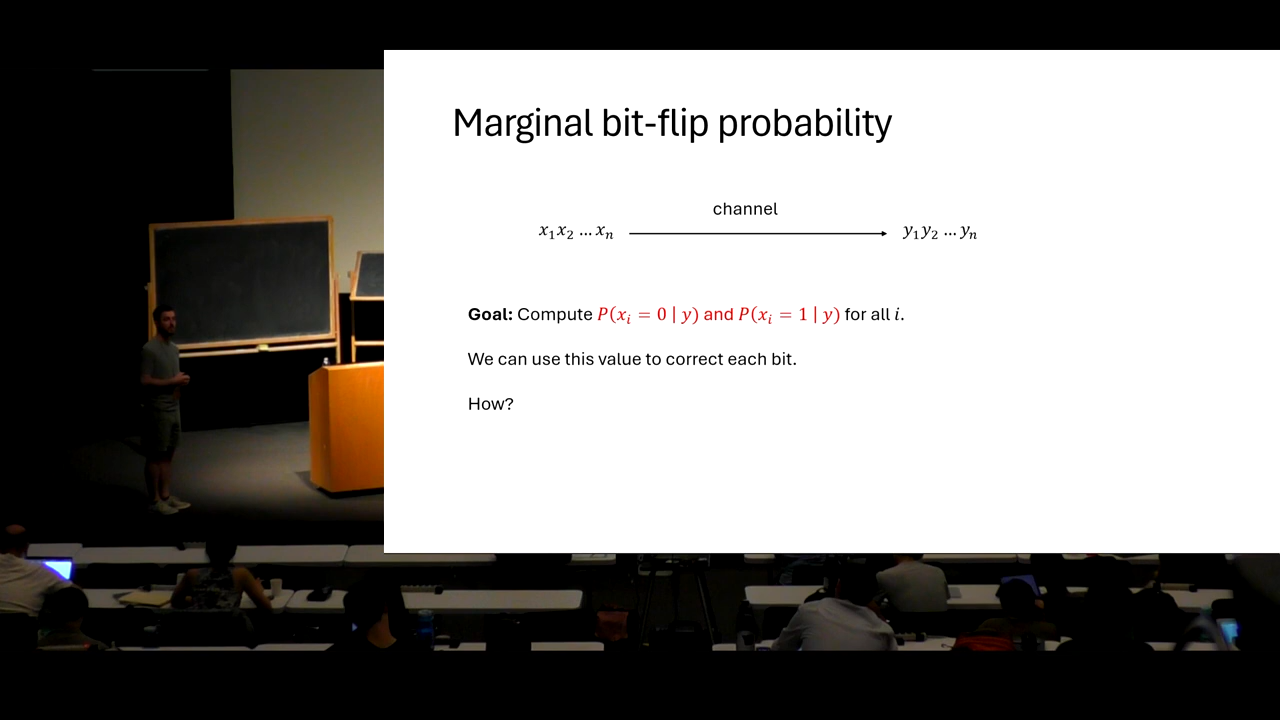 Marginal bit-flip probability
channel
x₁x₂ … xₙ
y₁y₂ … yₙ
Goal: Compute P(xᵢ = 0 | y) and P(xᵢ = 1 | y) for all i.
We can use this value to correct each bit.
How?